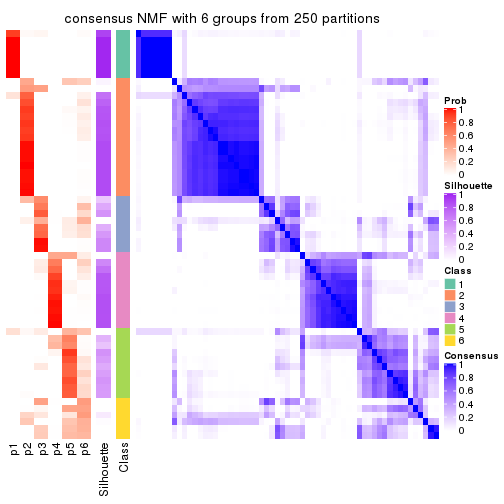 consensus NMF with 6 groups from 250 partitions
Prob
1
0.8
0.6
0.4
0.2
0
Silhouette
1
0.8
0.6
0.4
0.2
0
Class
1
2
3
4
5
6
Consensus
1
0.8
0.6
0.4
0.2
0
p1
p2
p3
p4
p5
p6
Silhouette
Class